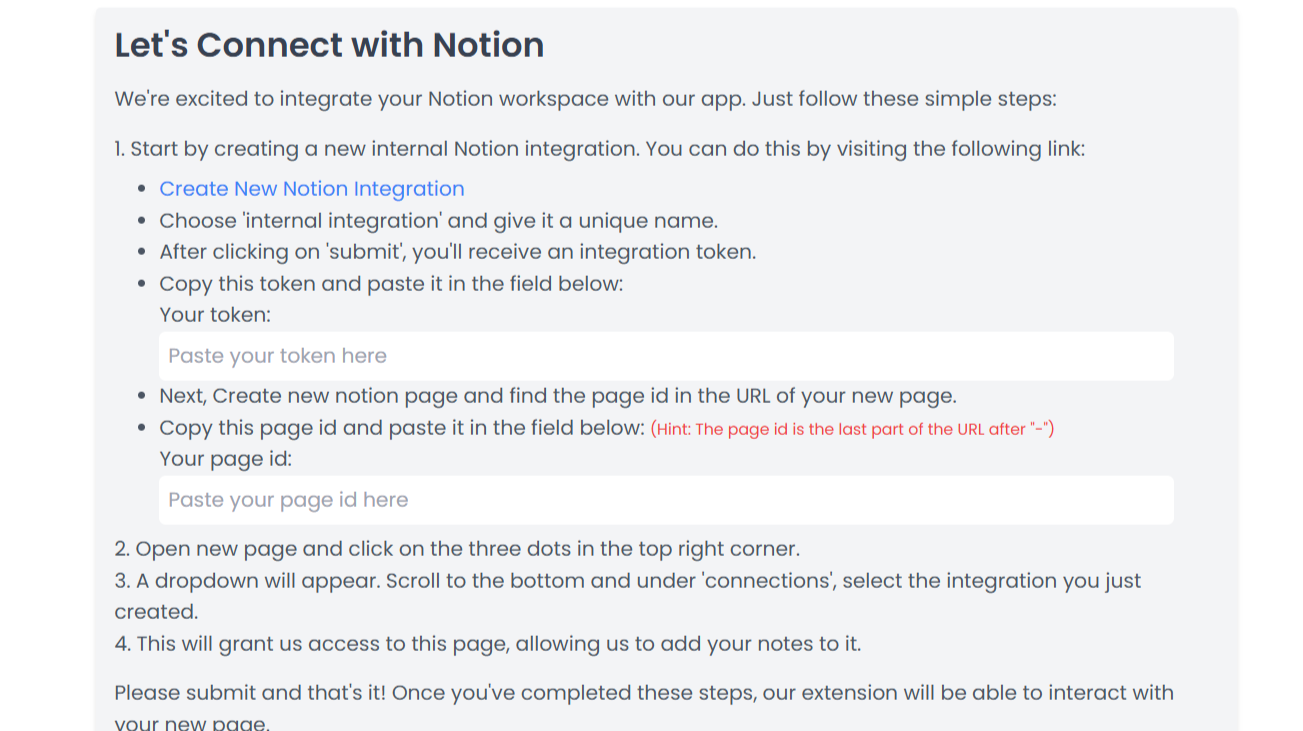 Let's Connect with Notion
We're excited to integrate your Notion workspace with our app. Just follow these simple steps:
1. Start by creating a new internal Notion integration. You can do this by visiting the following link:
• Create New Notion Integration
• Choose 'internal integration' and give it a unique name.
• After clicking on 'submit', you'll receive an integration token.
• Copy this token and paste it in the field below:
Your token:
Paste your token here
• Next, Create new notion page and find the page id in the URL of your new page.
• Copy this page id and paste it in the field below: (Hint: The page id is the last part of the URL after "-")
Your page id:
Paste your page id here
2. Open new page and click on the three dots in the top right corner.
3. A dropdown will appear. Scroll to the bottom and under 'connections', select the integration you just
created.
4. This will grant us access to this page, allowing us to add your notes to it.
Please submit and that's it! Once you've completed these steps, our extension will be able to interact with
your new page.